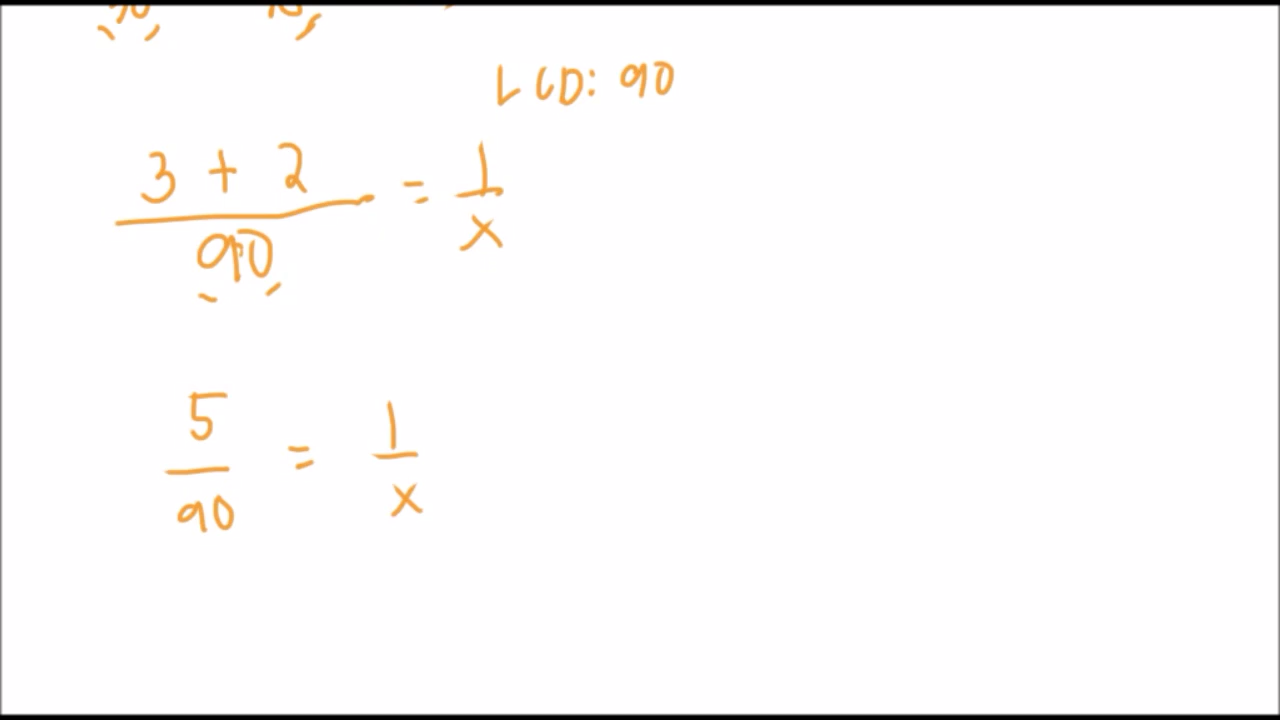 LCD: 90
3 + 2 / 90 = 1 / x
5 / 90 = 1 / x